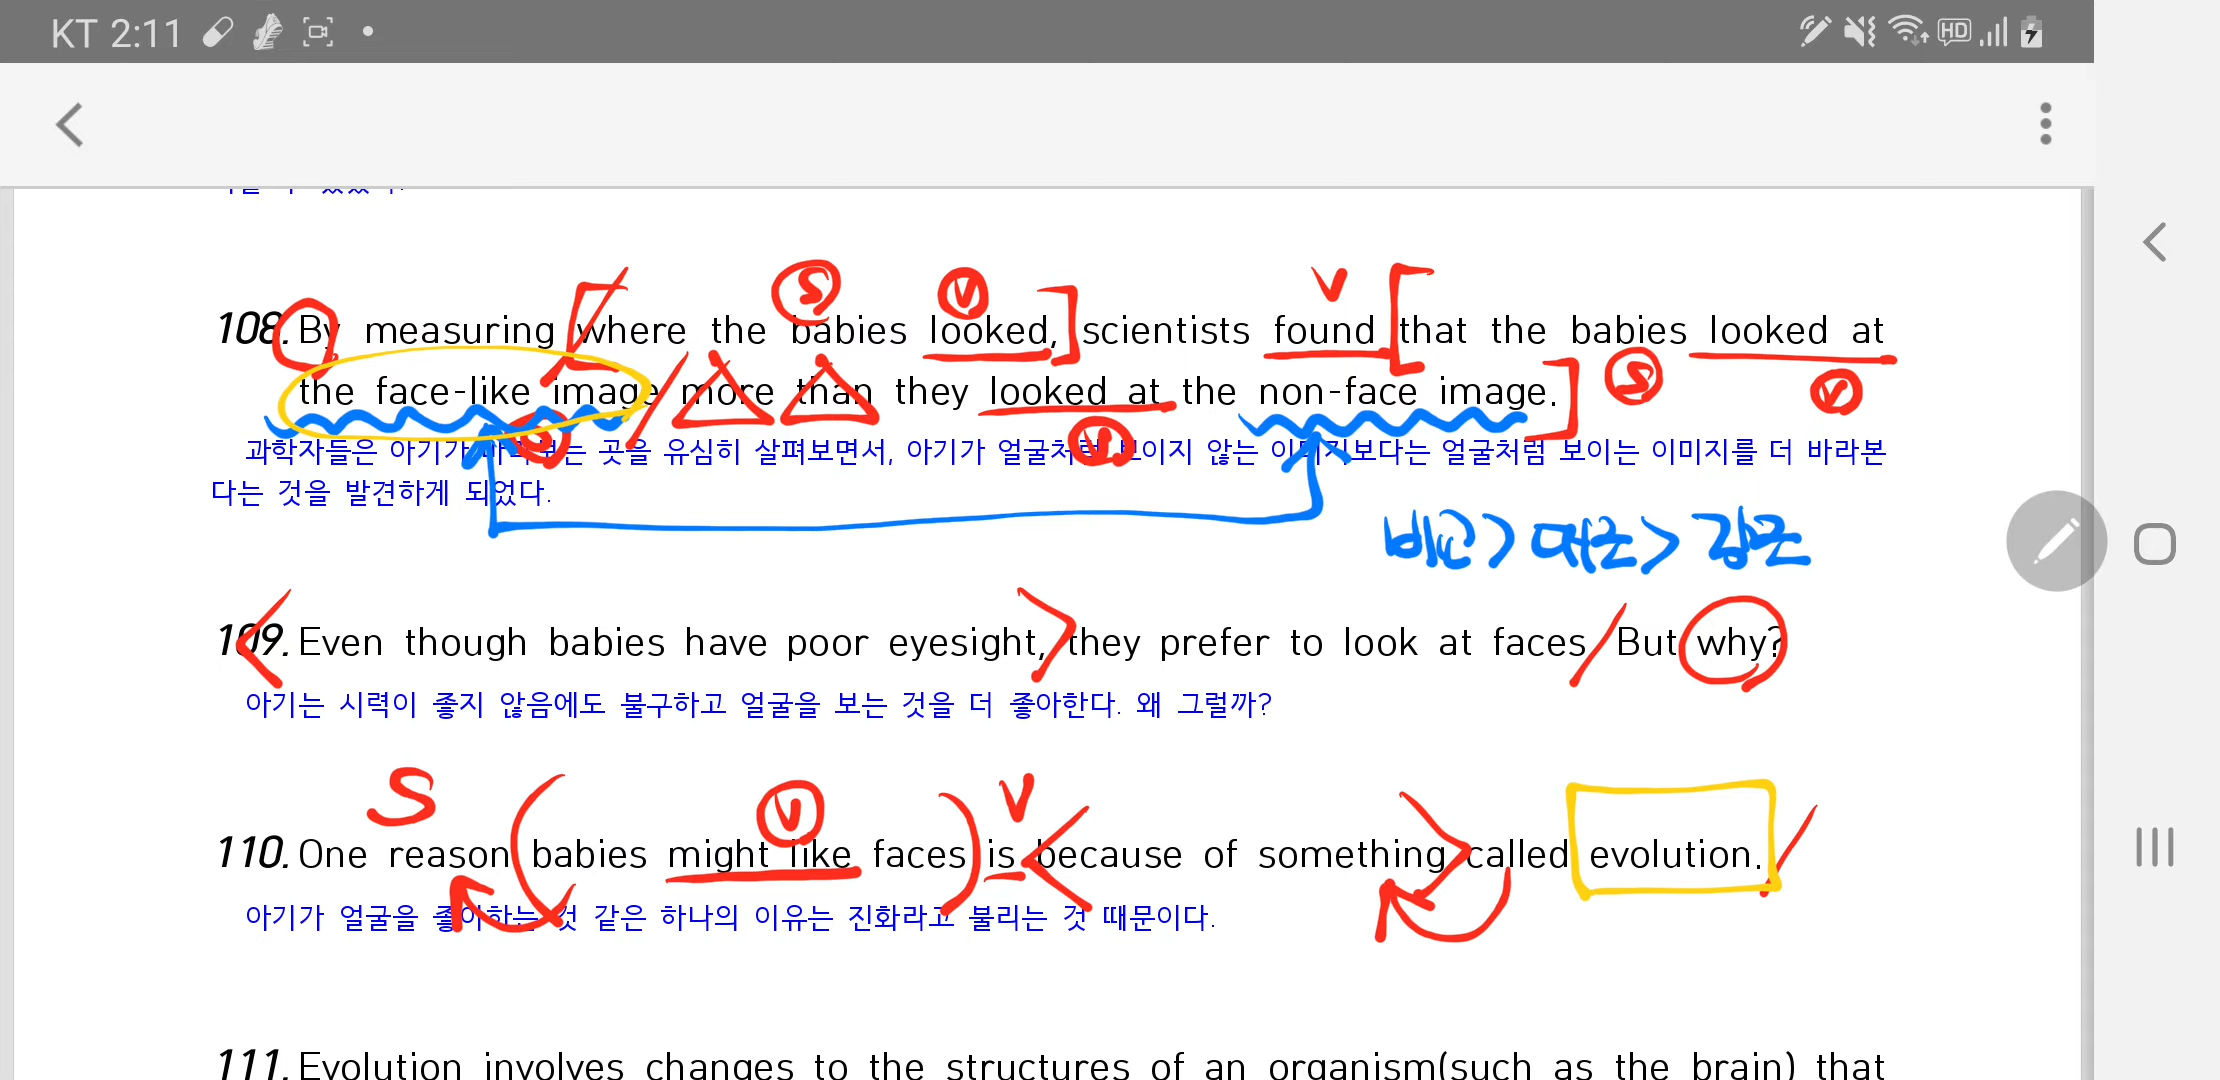 KT 2:11
HD
S V V
108. By measuring where the babies looked, scientists found that the babies looked at
S V
the face-like image more than they looked at the non-face image.
S V
과학자들은 아기가 바라보는 곳을 유심히 살펴보면서, 아기가 얼굴처럼 보이지 않는 이미지보다는 얼굴처럼 보이는 이미지를 더 바라본
다는 것을 발견하게 되었다.
비교 > 대조 > 강조
109. Even though babies have poor eyesight, they prefer to look at faces. But why?
아기는 시력이 좋지 않음에도 불구하고 얼굴을 보는 것을 더 좋아한다. 왜 그럴까?
S V V
110. One reason babies might like faces is because of something called evolution.
아기가 얼굴을 좋아하는 것 같은 하나의 이유는 진화라고 불리는 것 때문이다.
111. Evolution involves changes to the structures of an organism(such as the brain) that